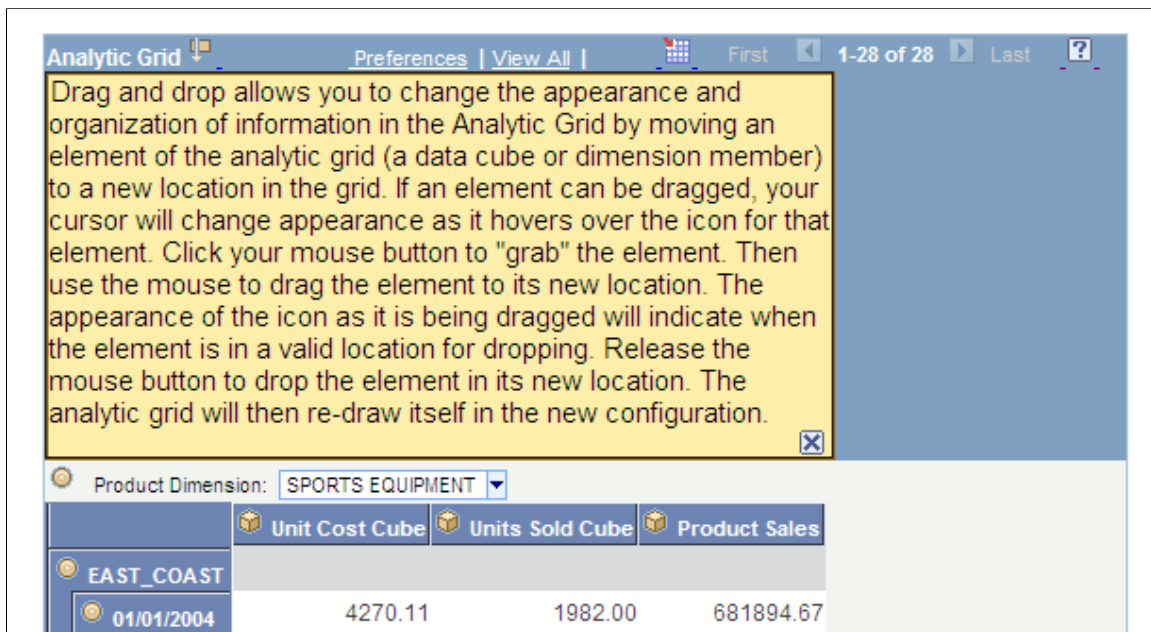 Analytic Grid Preferences | View All | First 1-28 of 28 Last ?
Drag and drop allows you to change the appearance and
organization of information in the Analytic Grid by moving an
element of the analytic grid (a data cube or dimension member)
to a new location in the grid. If an element can be dragged, your
cursor will change appearance as it hovers over the icon for that
element. Click your mouse button to "grab" the element. Then
use the mouse to drag the element to its new location. The
appearance of the icon as it is being dragged will indicate when
the element is in a valid location for dropping. Release the
mouse button to drop the element in its new location. The
analytic grid will then re-draw itself in the new configuration.
Product Dimension: SPORTS EQUIPMENT
Unit Cost Cube Units Sold Cube Product Sales
EAST_COAST
01/01/2004 4270.11 1982.00 681894.67